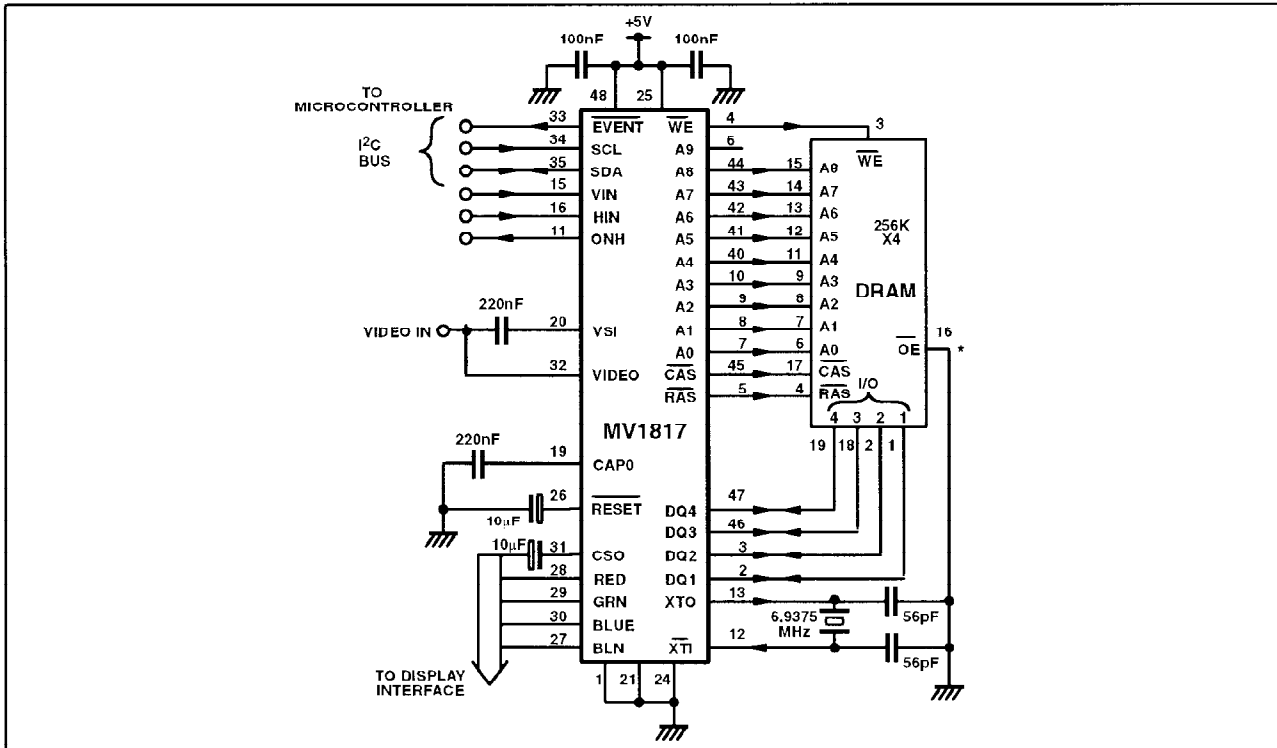 +5V
100nF 100nF
48 25
TO
MICROCONTROLLER
I²C
BUS
33 EVENT
34 SCL
35 SDA
15 VIN
16 HIN
11 ONH
VIDEO IN
220nF
20 VSI
32 VIDEO
MV1817
220nF
19 CAP0
10µF
26 RESET
10µF
31 CSO
28 RED
29 GRN
30 BLUE
27 BLN
TO DISPLAY
INTERFACE
1 21 24
WE 4 3 WE
A9 6
A8 44 15 A8
A7 43 14 A7
A6 42 13 A6
A5 41 12 A5
A4 40 11 A4
A3 10 9 A3
A2 9 8 A2
A1 8 7 A1
A0 7 6 A0
CAS 45 17 CAS
RAS 5 4 RAS
256K
X4
DRAM
OE 16 *
I/O
4 3 2 1
19 18 2 1
DQ4 47
DQ3 46
DQ2 3
DQ1 2
XTO 13
XTI 12
6.9375
MHz
56pF
56pF